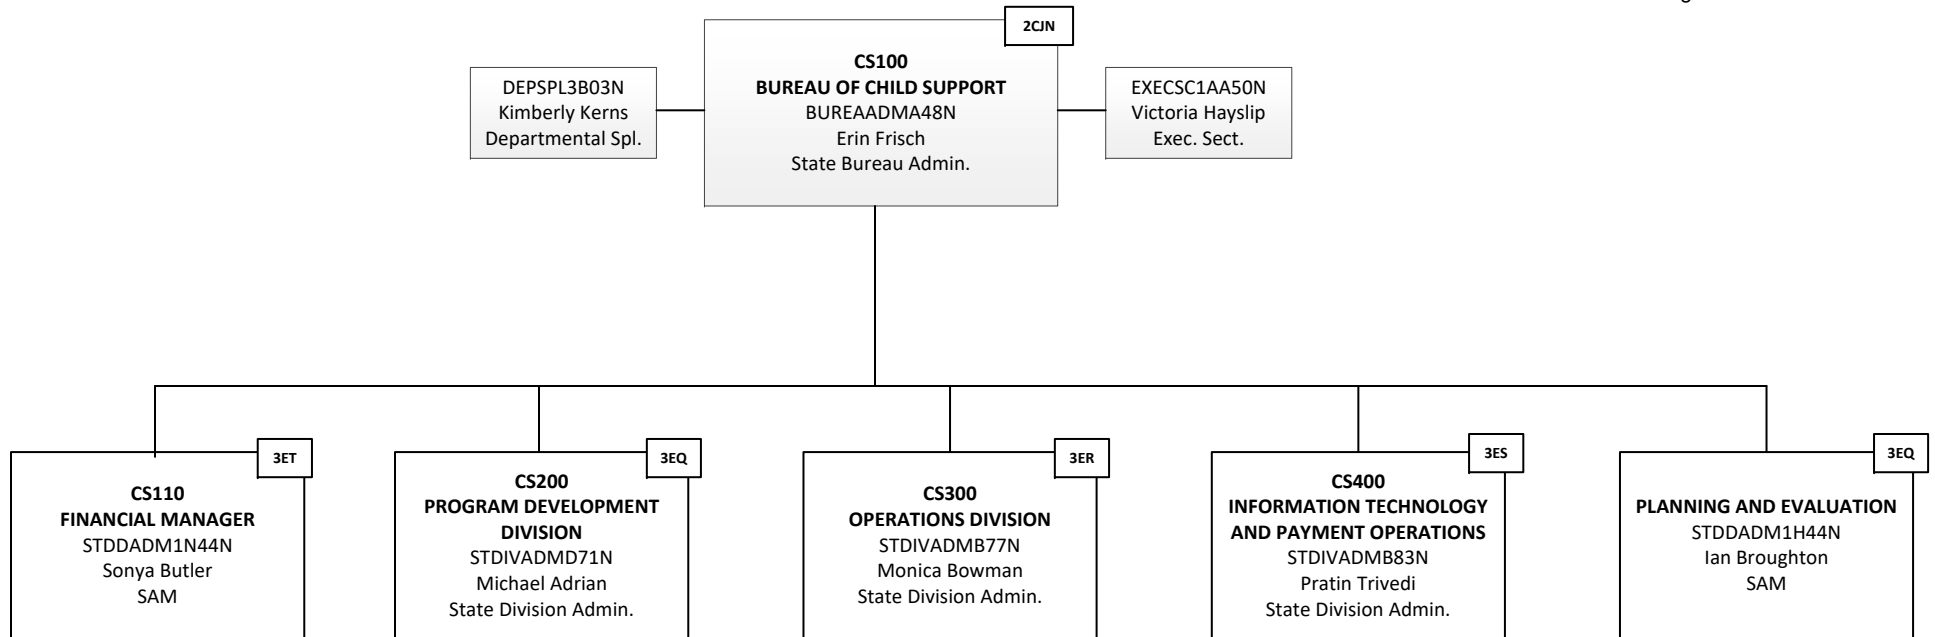 2CJN
CS100
BUREAU OF CHILD SUPPORT
BUREAADMA48N
Erin Frisch
State Bureau Admin.
DEPSPL3B03N
Kimberly Kerns
Departmental Spl.
EXECSC1AA50N
Victoria Hayslip
Exec. Sect.
3ET
CS110
FINANCIAL MANAGER
STDDADM1N44N
Sonya Butler
SAM
3EQ
CS200
PROGRAM DEVELOPMENT
DIVISION
STDIVADMD71N
Michael Adrian
State Division Admin.
3ER
CS300
OPERATIONS DIVISION
STDIVADMB77N
Monica Bowman
State Division Admin.
3ES
CS400
INFORMATION TECHNOLOGY
AND PAYMENT OPERATIONS
STDIVADMB83N
Pratin Trivedi
State Division Admin.
3EQ
PLANNING AND EVALUATION
STDDADM1H44N
Ian Broughton
SAM